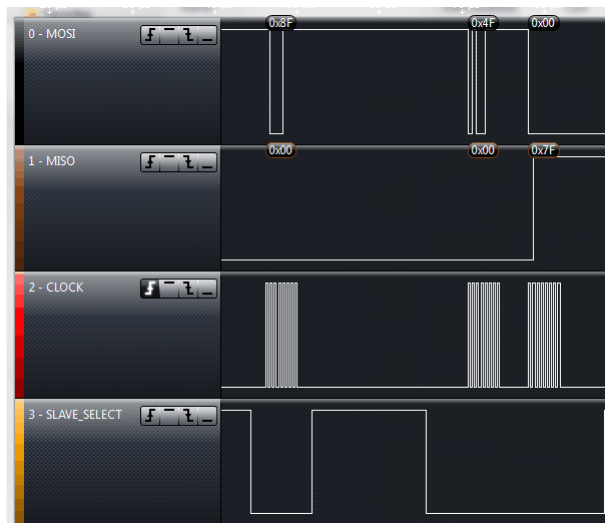 0x8F 0x4F 0x00
0 - MOSI
0x00 0x00 0x7F
1 - MISO
2 - CLOCK
3 - SLAVE_SELECT